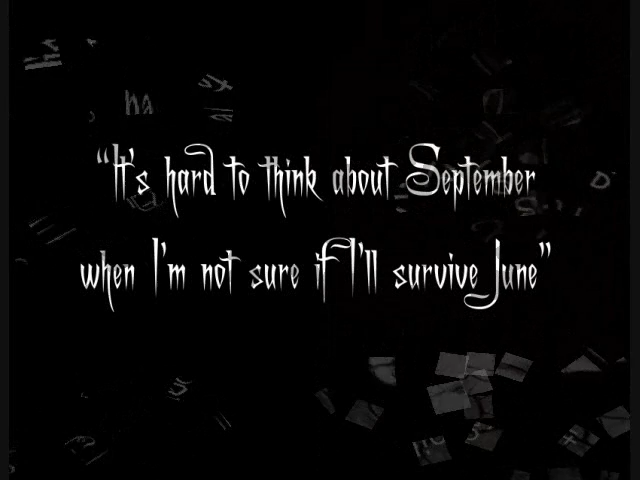 “It's hard to think about September
when I'm not sure if I'll survive June”